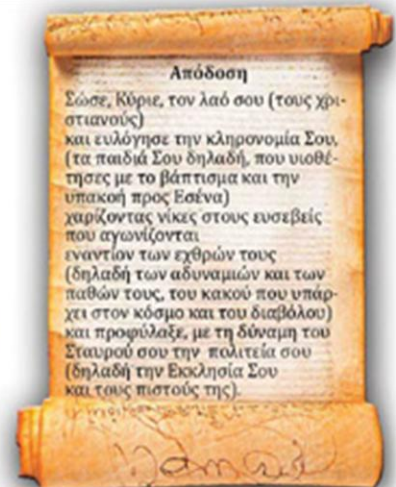 Απόδοση
Σώσε, Κύριε, τον λαό σου (τους χρι-
στιανούς)
και ευλόγησε την κληρονομία Σου,
(τα παιδιά Σου δηλαδή, που υιοθέ-
τησες με το βάπτισμα και την
υπακοή προς Εσένα)
χαρίζοντας νίκες στους ευσεβείς
που αγωνίζονται
εναντίον των εχθρών τους
(δηλαδή των αδυναμιών και των
παθών τους, του κακού που υπάρ-
χει στον κόσμο και του διαβόλου)
και προφύλαξε, με τη δύναμη του
Σταυρού σου την πολιτεία σου
(δηλαδή την Εκκλησία Σου
και τους πιστούς της).